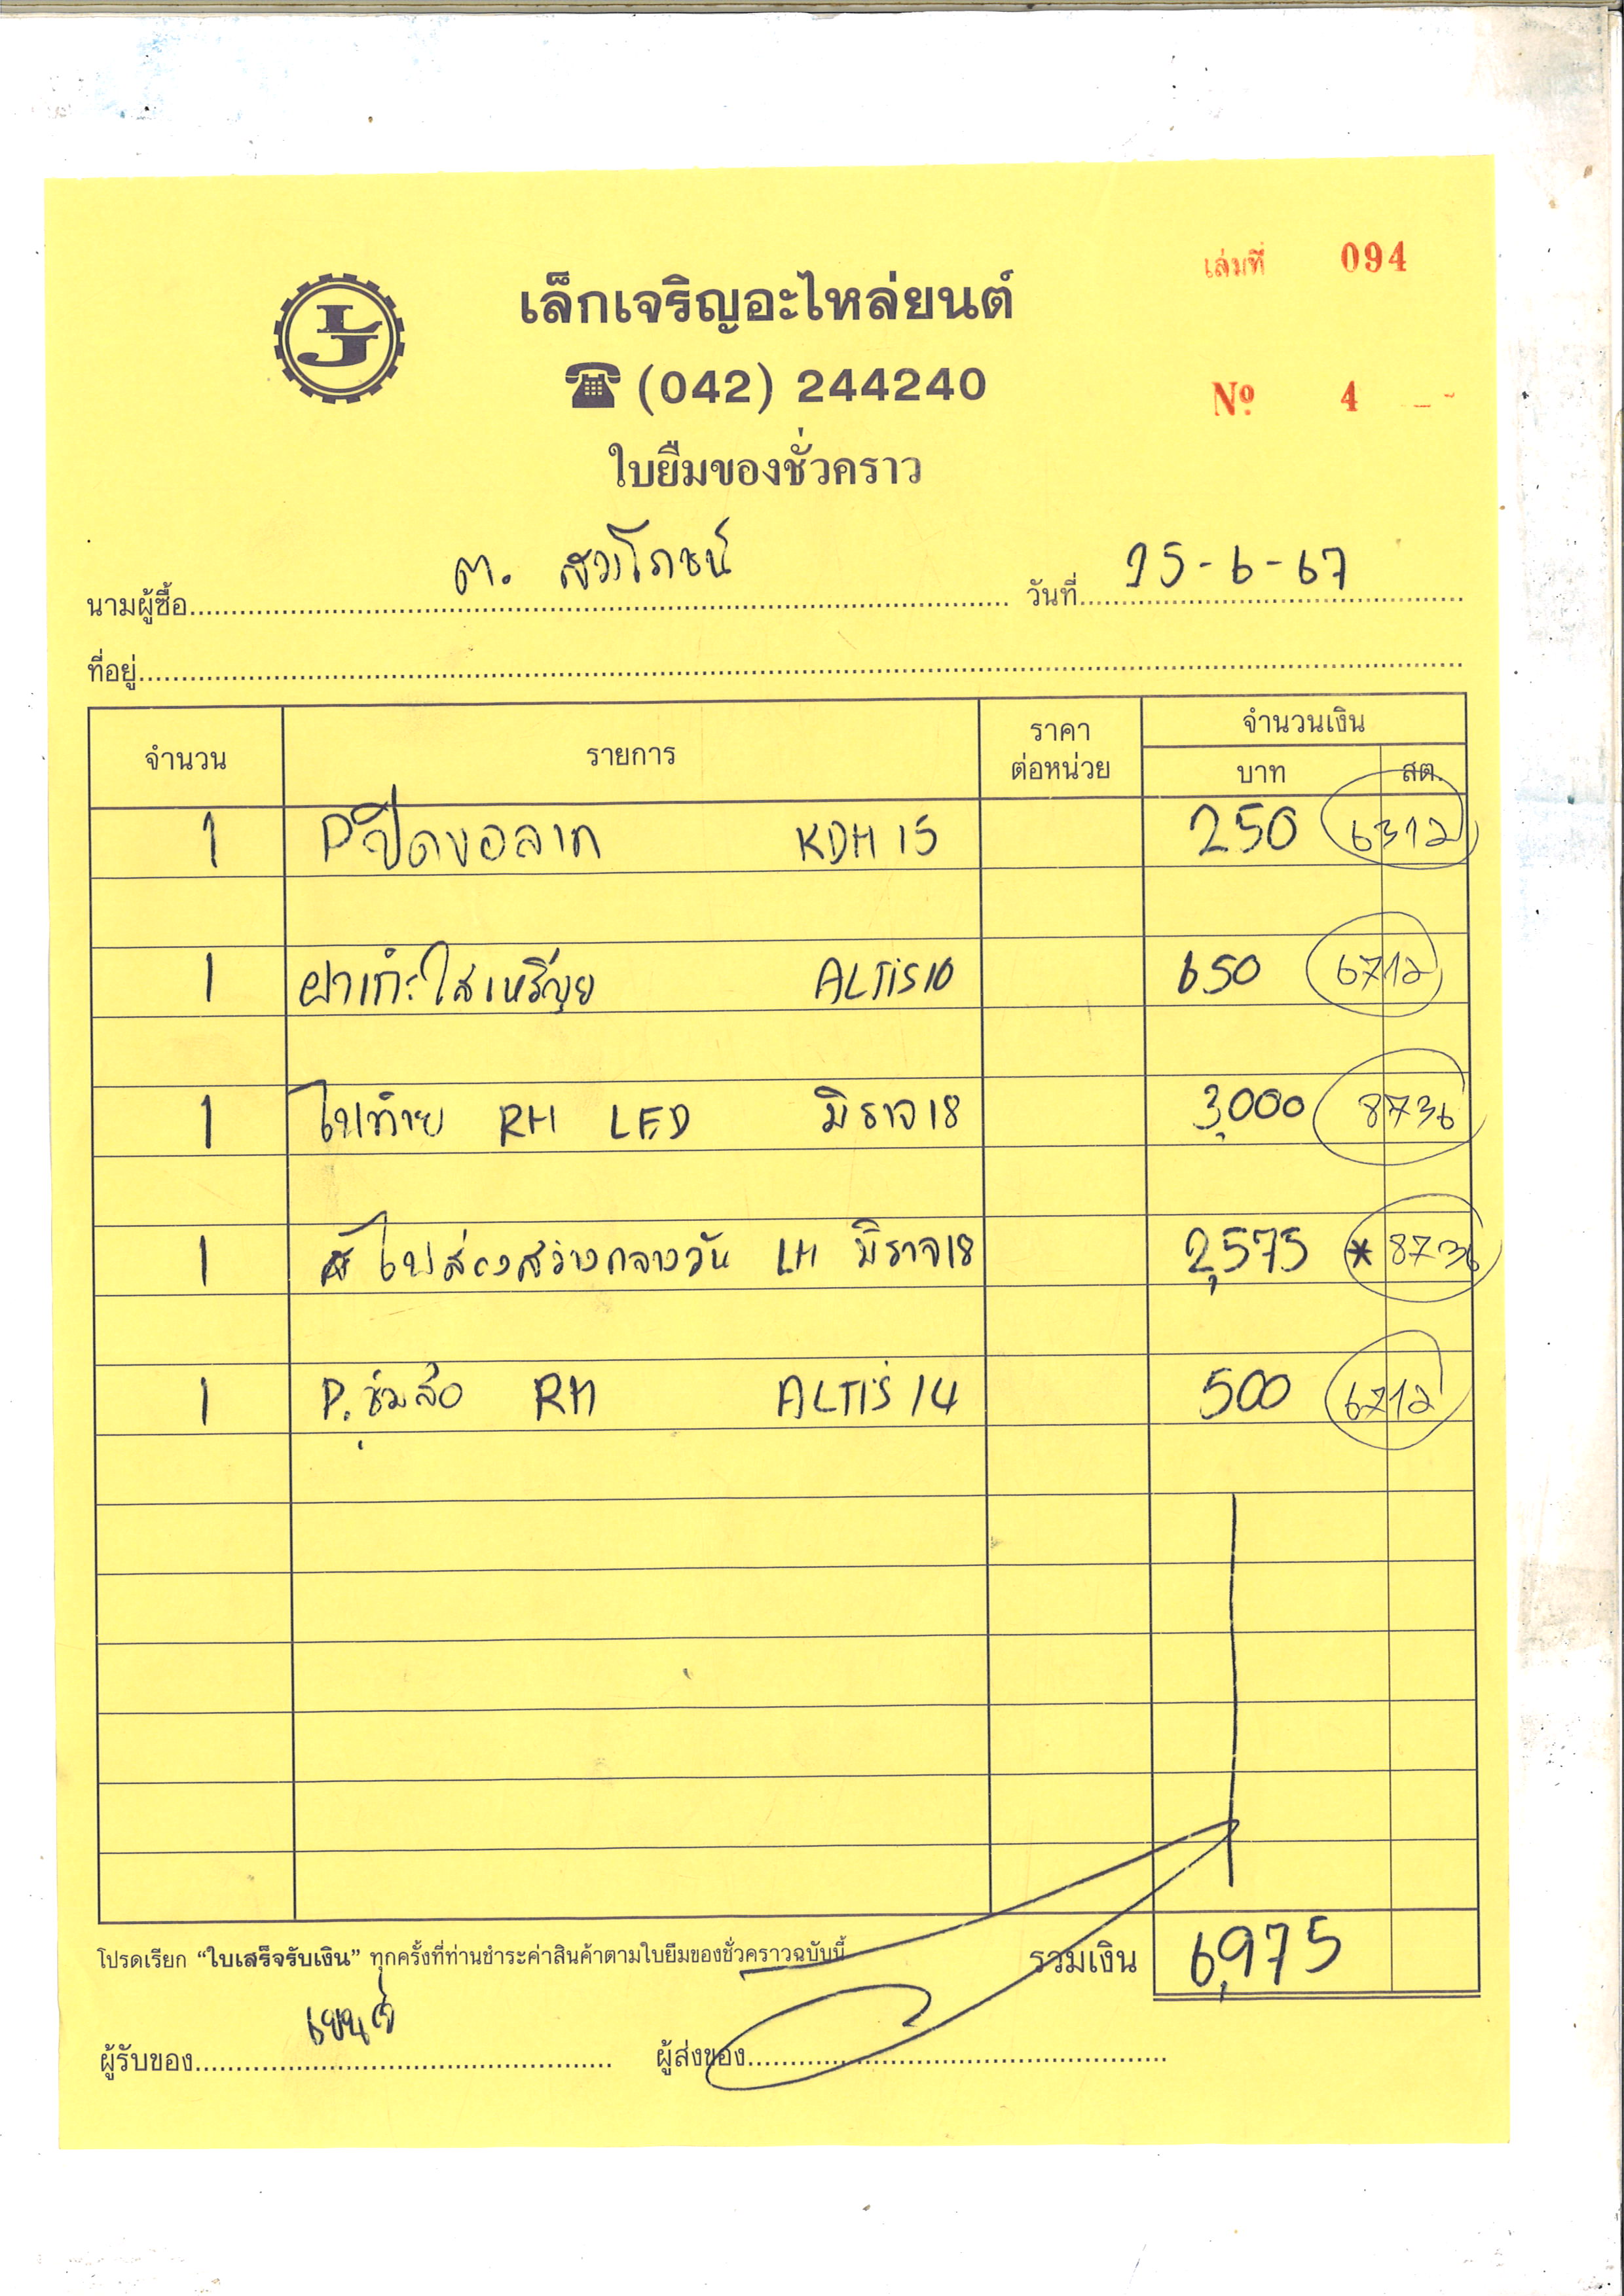 เล่มที่ 094
LJ
เล็กเจริญอะไหล่ยนต์
(042) 244240
Nº 4
ใบยืมของชั่วคราว
นามผู้ซื้อ ต. สวาโภชน์ วันที่ 25-6-67
ที่อยู่
จำนวน รายการ ราคาต่อหน่วย จำนวนเงิน
บาท สต.
1 Pปิดขอลาก KDH 15 250 6312
1 ฝาเก๊ะใส่เหรียญ ALTIS10 650 6712
1 ไฟท้าย RH LED มิราจ18 3,000 8736
1 ไฟส่องสว่างกลางวัน LH มิราจ18 2,575 * 8736
1 P.ซุ้มล้อ RH ALTIS 14 500 6712
โปรดเรียก “ใบเสร็จรับเงิน” ทุกครั้งที่ท่านชำระค่าสินค้าตามใบยืมของชั่วคราวฉบับนี้ รวมเงิน 6,975
ผู้รับของ ผู้ส่งของ